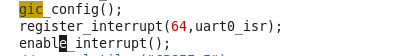 gic_config();
register_interrupt(64,uart0_isr);
enable_interrupt();